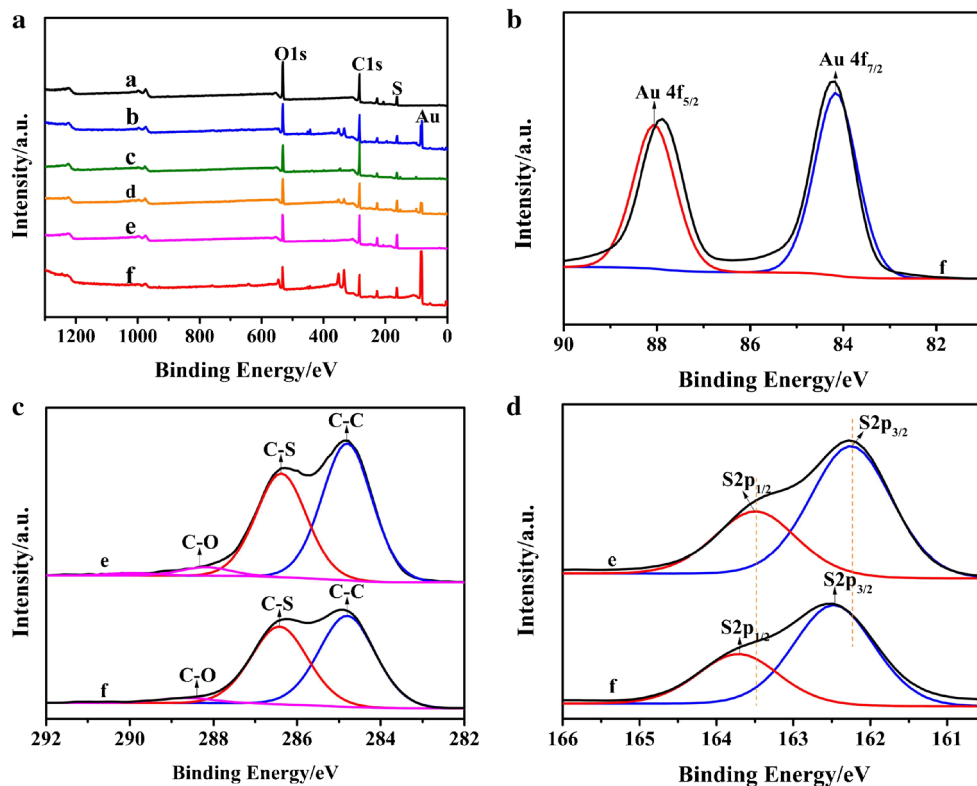 a
O1s
C1s
S
Au
a
b
c
d
e
f
Intensity/a.u.
1200 1000 800 600 400 200 0
Binding Energy/eV
b
Au 4f5/2
Au 4f7/2
f
Intensity/a.u.
90 88 86 84 82
Binding Energy/eV
c
C-C
C-S
C-O
e
C-C
C-S
C-O
f
Intensity/a.u.
292 290 288 286 284 282
Binding Energy/eV
d
S2p3/2
S2p1/2
e
S2p3/2
S2p1/2
f
Intensity/a.u.
166 165 164 163 162 161
Binding Energy/eV